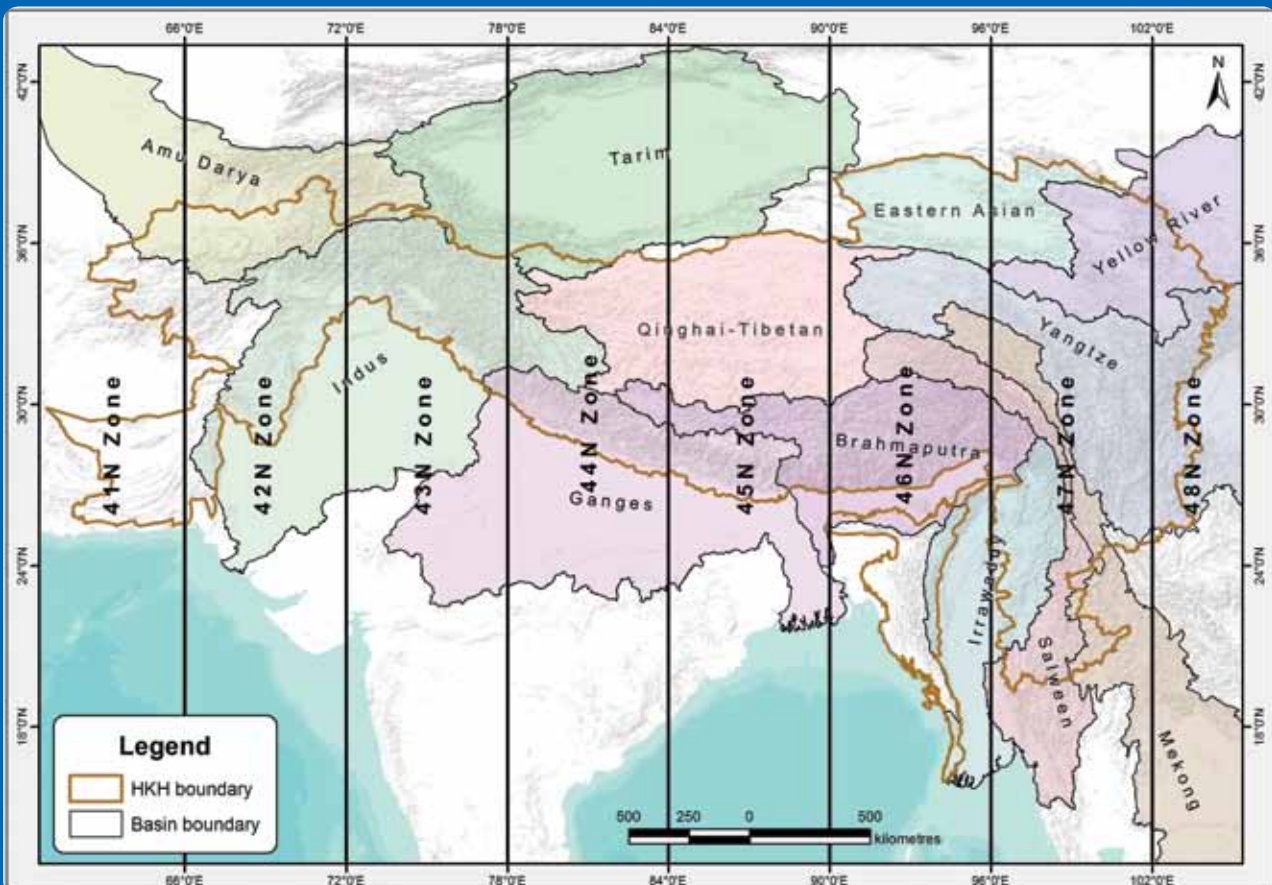 66°0'E 72°0'E 78°0'E 84°0'E 90°0'E 96°0'E 102°0'E
N
42°0'N 42°0'N
Amu Darya
Tarim
Eastern Asian
Yellow River
36°0'N 36°0'N
Qinghai-Tibetan
Yangtze
Indus
30°0'N 30°0'N
41N Zone
42N Zone
43N Zone
44N Zone
45N Zone
46N Zone
47N Zone
48N Zone
Brahmaputra
Ganges
24°0'N 24°0'N
Irrawaddy
Salween
18°0'N 18°0'N
Mekong
Legend
HKH boundary
Basin boundary
500 250 0 500
kilometres
66°0'E 72°0'E 78°0'E 84°0'E 90°0'E 96°0'E 102°0'E